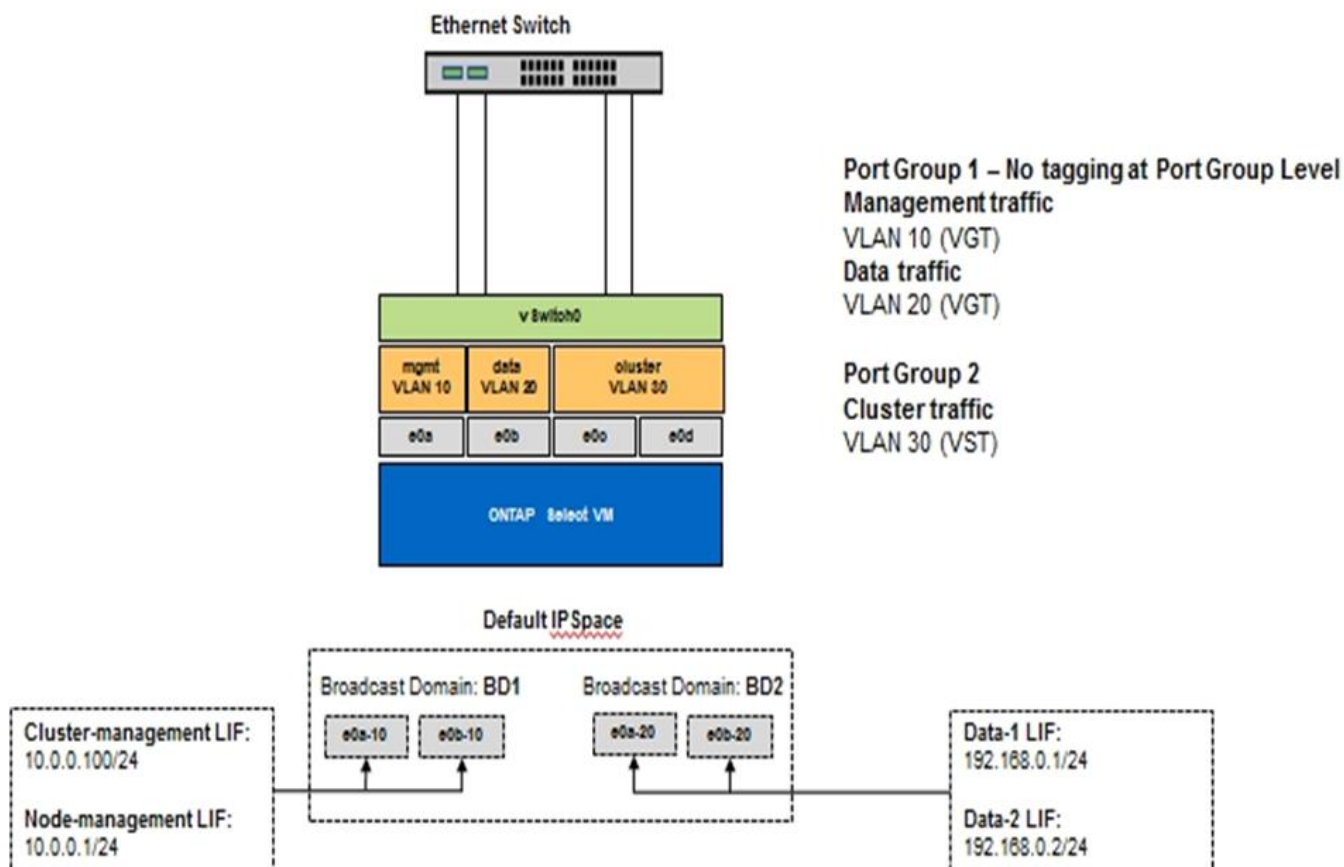 Ethernet Switch
Port Group 1 – No tagging at Port Group Level
Management traffic
VLAN 10 (VGT)
Data traffic
VLAN 20 (VGT)
Port Group 2
Cluster traffic
VLAN 30 (VST)
vSwitch0
mgmt
VLAN 10
data
VLAN 20
cluster
VLAN 30
e0a
e0b
e0c
e0d
ONTAP Select VM
Default IPSpace
Broadcast Domain: BD1
Broadcast Domain: BD2
e0a-10
e0b-10
e0a-20
e0b-20
Cluster-management LIF:
10.0.0.100/24
Node-management LIF:
10.0.0.1/24
Data-1 LIF:
192.168.0.1/24
Data-2 LIF:
192.168.0.2/24